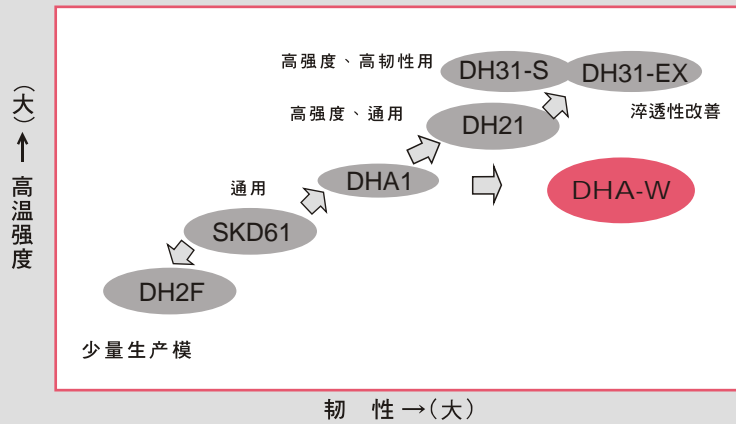 高强度、高韧性用
DH31-S
DH31-EX
淬透性改善
高强度、通用
DH21
DHA1
DHA-W
通用
SKD61
DH2F
少量生产模
(大)
↑
高温强度
韧 性→(大)